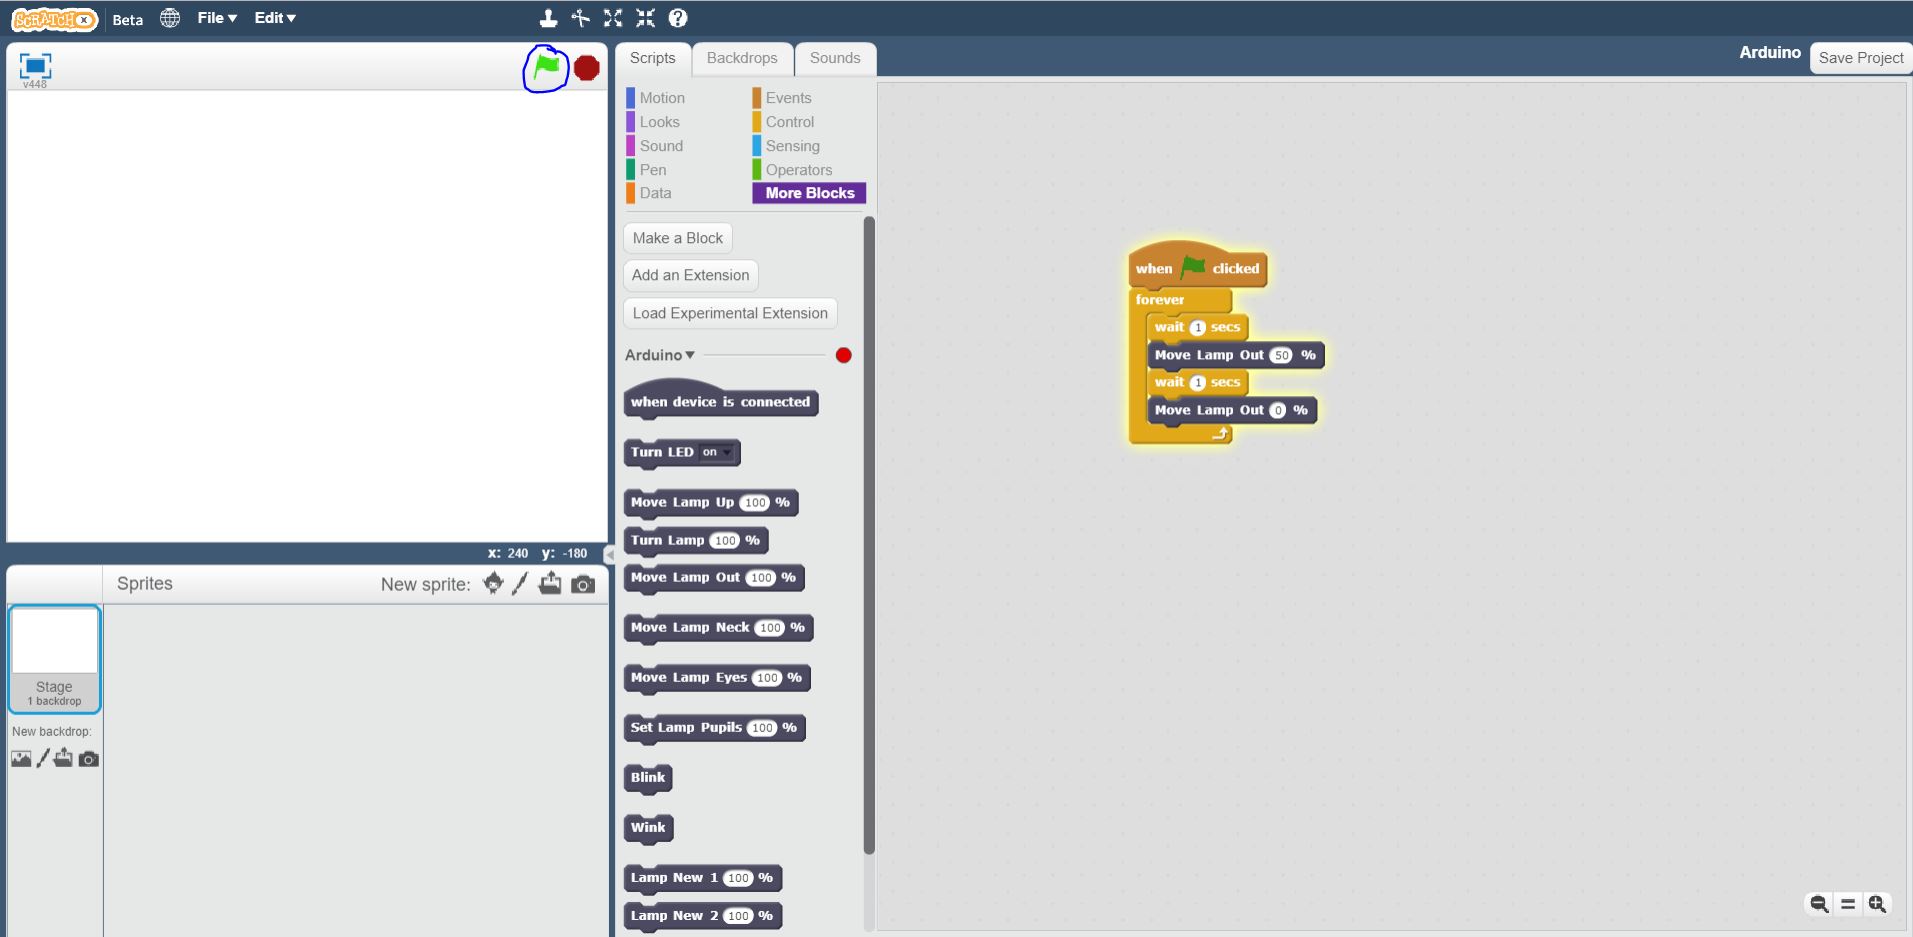 SCRATCHX Beta File Edit
v448
Scripts Backdrops Sounds
Arduino Save Project
Motion
Looks
Sound
Pen
Data
Events
Control
Sensing
Operators
More Blocks
Make a Block
Add an Extension
Load Experimental Extension
Arduino
when device is connected
Turn LED on
Move Lamp Up 100 %
Turn Lamp 100 %
Move Lamp Out 100 %
Move Lamp Neck 100 %
Move Lamp Eyes 100 %
Set Lamp Pupils 100 %
Blink
Wink
Lamp New 1 100 %
Lamp New 2 100 %
when clicked
forever
wait 1 secs
Move Lamp Out 50 %
wait 1 secs
Move Lamp Out 0 %
x: 240 y: -180
Sprites New sprite:
Stage
1 backdrop
New backdrop: